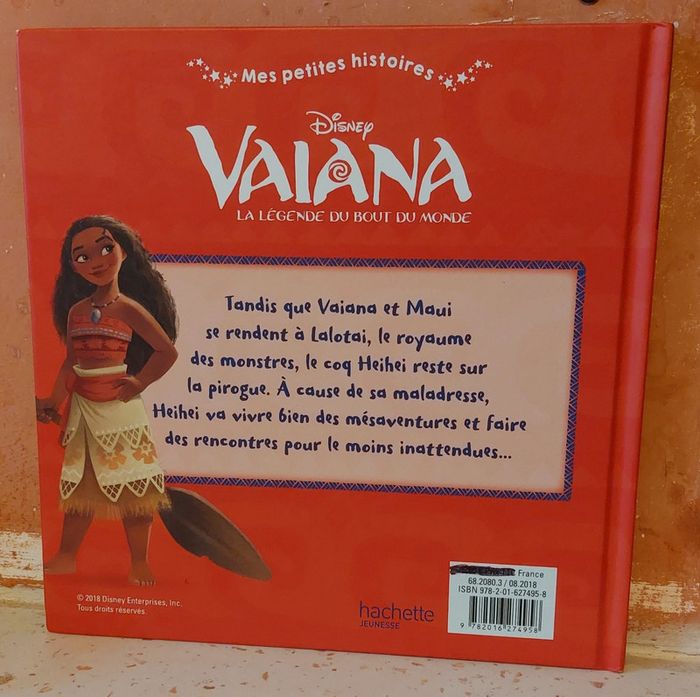 Mes petites histoires
Disney
VAIANA
LA LÉGENDE DU BOUT DU MONDE
Tandis que Vaiana et Maui
se rendent à Lalotai, le royaume
des monstres, le coq Heihei reste sur
la pirogue. À cause de sa maladresse,
Heihei va vivre bien des mésaventures et faire
des rencontres pour le moins inattendues...
France
68.2080.3 / 08.2018
ISBN 978-2-01-627495-8
9 782016 274958
© 2018 Disney Enterprises, Inc.
Tous droits réservés.
hachette
JEUNESSE